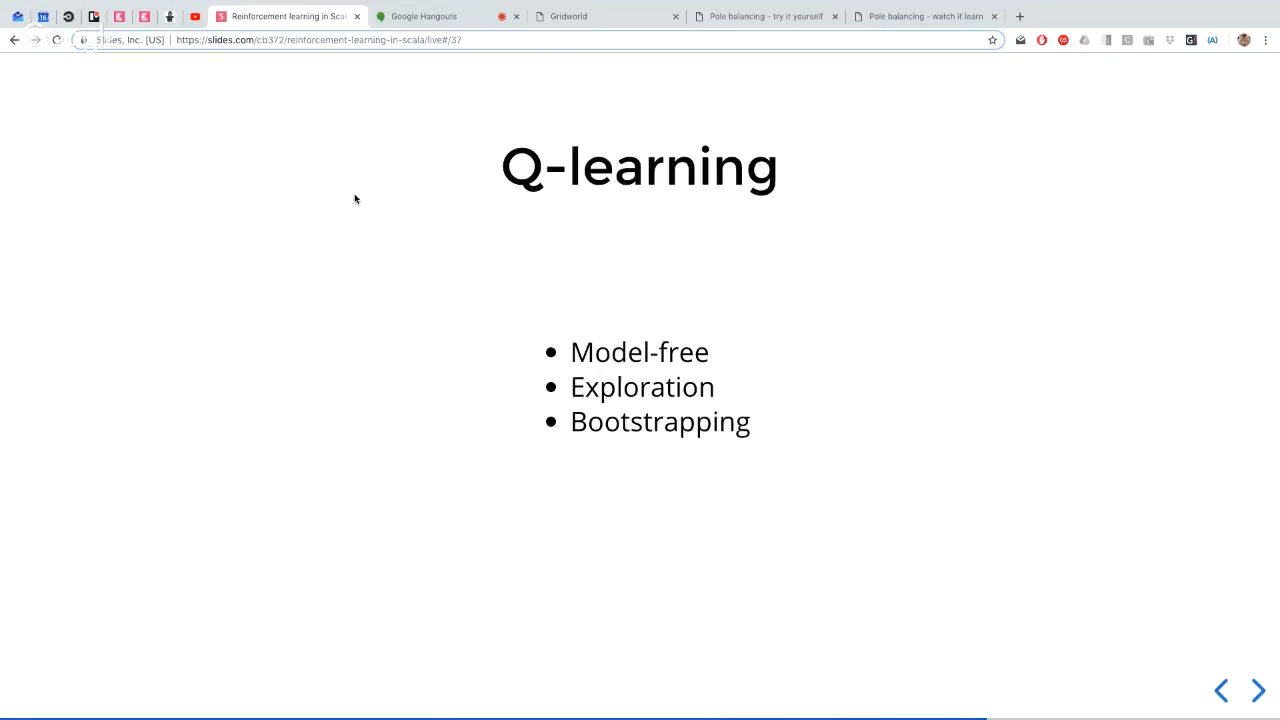 16
Reinforcement learning in Scal
Google Hangouts
Gridworld
Pole balancing - try it yourself
Pole balancing - watch it learn
Slides, Inc. [US]
https://slides.com/cb372/reinforcement-learning-in-scala/live#/37
Q-learning
Model-free
Exploration
Bootstrapping